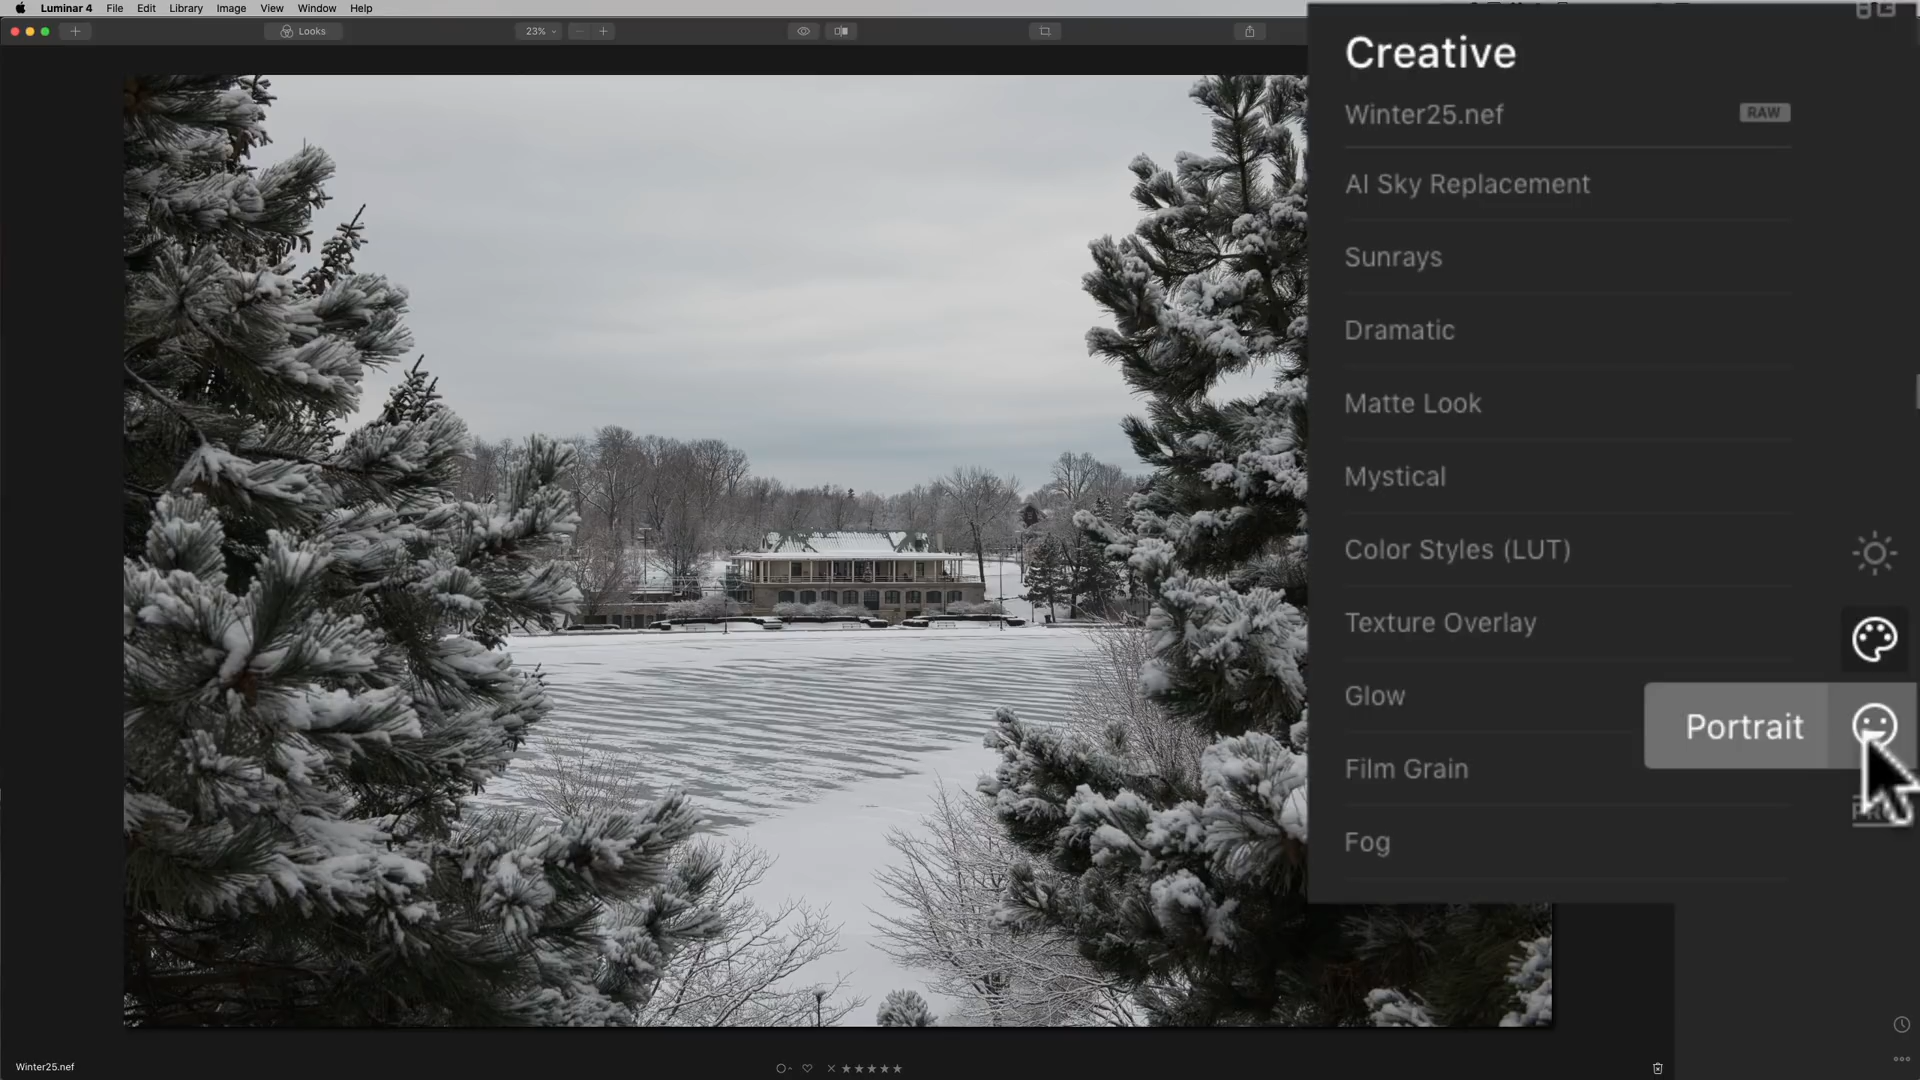 Luminar 4 File Edit Library Image View Window Help
Looks
23%
Creative
Winter25.nef RAW
AI Sky Replacement
Sunrays
Dramatic
Matte Look
Mystical
Color Styles (LUT)
Texture Overlay
Glow
Portrait
Film Grain
Fog
Winter25.nef